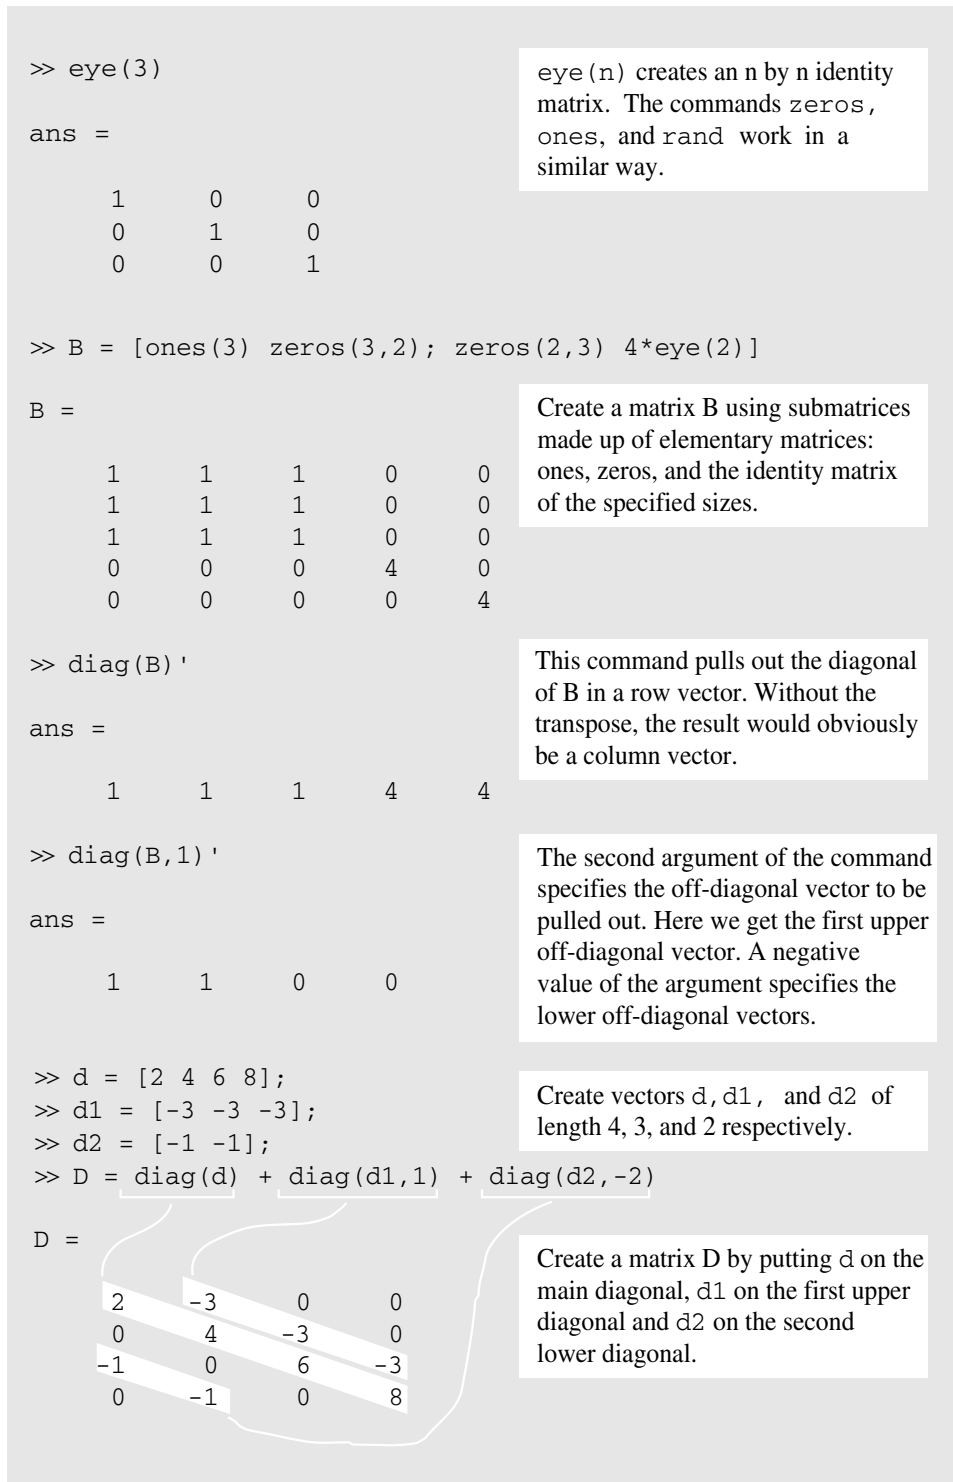 ≫ eye(3)
eye(n) creates an n by n identity
matrix. The commands zeros,
ones, and rand work in a
similar way.
ans =
1 0 0
0 1 0
0 0 1
≫ B = [ones(3) zeros(3,2); zeros(2,3) 4*eye(2)]
B =
Create a matrix B using submatrices
made up of elementary matrices:
ones, zeros, and the identity matrix
of the specified sizes.
1 1 1 0 0
1 1 1 0 0
1 1 1 0 0
0 0 0 4 0
0 0 0 0 4
≫ diag(B)'
This command pulls out the diagonal
of B in a row vector. Without the
transpose, the result would obviously
be a column vector.
ans =
1 1 1 4 4
≫ diag(B,1)'
The second argument of the command
specifies the off-diagonal vector to be
pulled out. Here we get the first upper
off-diagonal vector. A negative
value of the argument specifies the
lower off-diagonal vectors.
ans =
1 1 0 0
≫ d = [2 4 6 8];
≫ d1 = [-3 -3 -3];
≫ d2 = [-1 -1];
Create vectors d,d1, and d2 of
length 4, 3, and 2 respectively.
≫ D = diag(d) + diag(d1,1) + diag(d2,-2)
D =
Create a matrix D by putting d on the
main diagonal, d1 on the first upper
diagonal and d2 on the second
lower diagonal.
2 -3 0 0
0 4 -3 0
-1 0 6 -3
0 -1 0 8